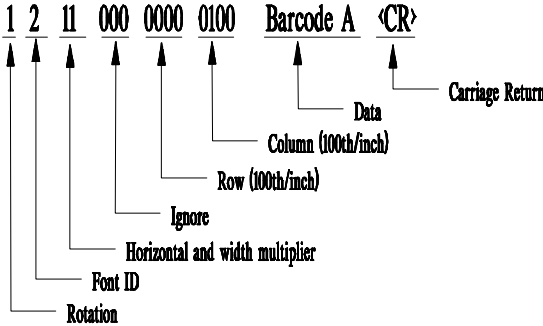 1 2 11 000 0000 0100 Barcode A <CR>
Carriage Return
Data
Column (100th/inch)
Row (100th/inch)
Ignore
Horizontal and width multiplier
Font ID
Rotation